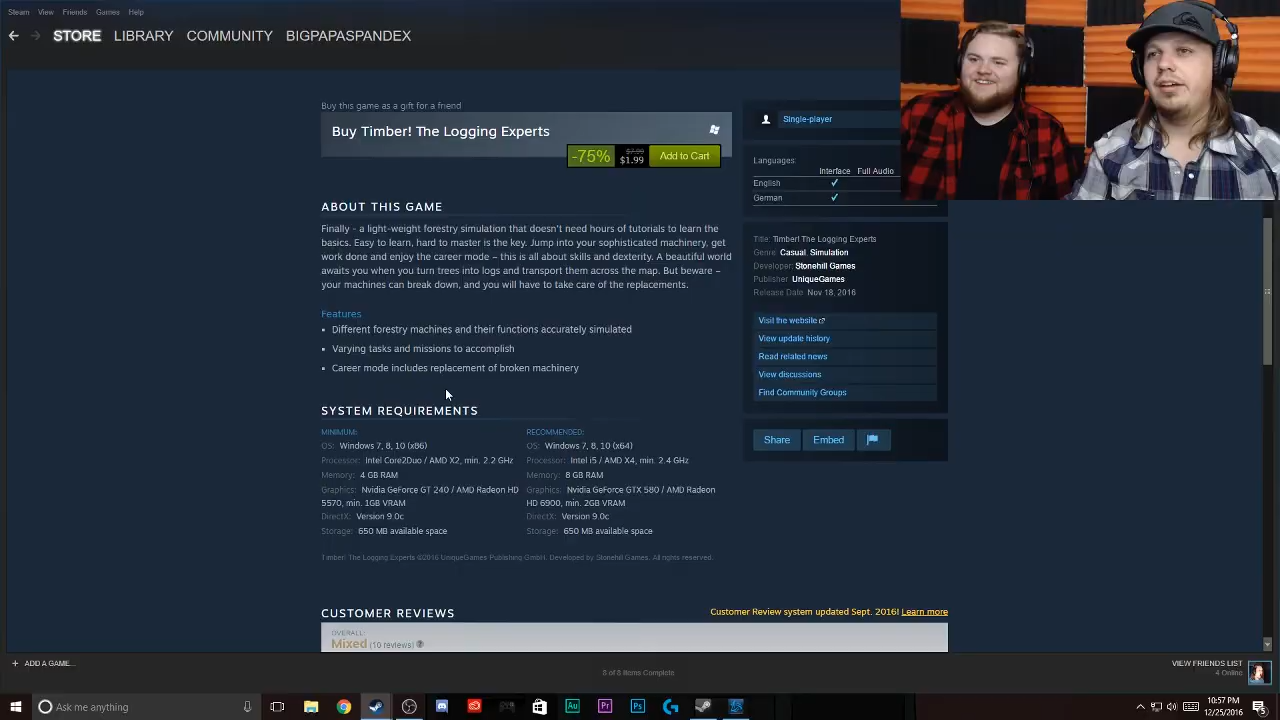 Steam View Friends Games Help
STORE LIBRARY COMMUNITY BIGPAPASPANDEX
Buy this game as a gift for a friend
Buy Timber! The Logging Experts
-75% $7.99 $1.99 Add to Cart
ABOUT THIS GAME
Finally - a light-weight forestry simulation that doesn't need hours of tutorials to learn the
basics. Easy to learn, hard to master is the key. Jump into your sophisticated machinery, get
work done and enjoy the career mode – this is all about skills and dexterity. A beautiful world
awaits you when you turn trees into logs and transport them across the map. But beware –
your machines can break down, and you will have to take care of the replacements.
Features
Different forestry machines and their functions accurately simulated
Varying tasks and missions to accomplish
Career mode includes replacement of broken machinery
SYSTEM REQUIREMENTS
MINIMUM:
OS: Windows 7, 8, 10 (x86)
Processor: Intel Core2Duo / AMD X2, min. 2.2 GHz
Memory: 4 GB RAM
Graphics: Nvidia GeForce GT 240 / AMD Radeon HD
5570, min. 1GB VRAM
DirectX: Version 9.0c
Storage: 650 MB available space
RECOMMENDED:
OS: Windows 7, 8, 10 (x64)
Processor: Intel i5 / AMD X4, min. 2.4 GHz
Memory: 8 GB RAM
Graphics: Nvidia GeForce GTX 580 / AMD Radeon
HD 6900, min. 2GB VRAM
DirectX: Version 9.0c
Storage: 650 MB available space
Timber! The Logging Experts ©2016 UniqueGames Publishing GmbH. Developed by Stonehill Games. All rights reserved.
CUSTOMER REVIEWS
Customer Review system updated Sept. 2016! Learn more
OVERALL:
Mixed (10 reviews)
Single-player
Languages:
Interface Full Audio
English
German
Title: Timber! The Logging Experts
Genre: Casual, Simulation
Developer: Stonehill Games
Publisher: UniqueGames
Release Date: Nov 18, 2016
Visit the website
View update history
Read related news
View discussions
Find Community Groups
Share Embed
+ ADD A GAME...
8 of 8 Items Complete
VIEW FRIENDS LIST
4 Online
Ask me anything
Au Pr Ps
10:57 PM
12/25/2016